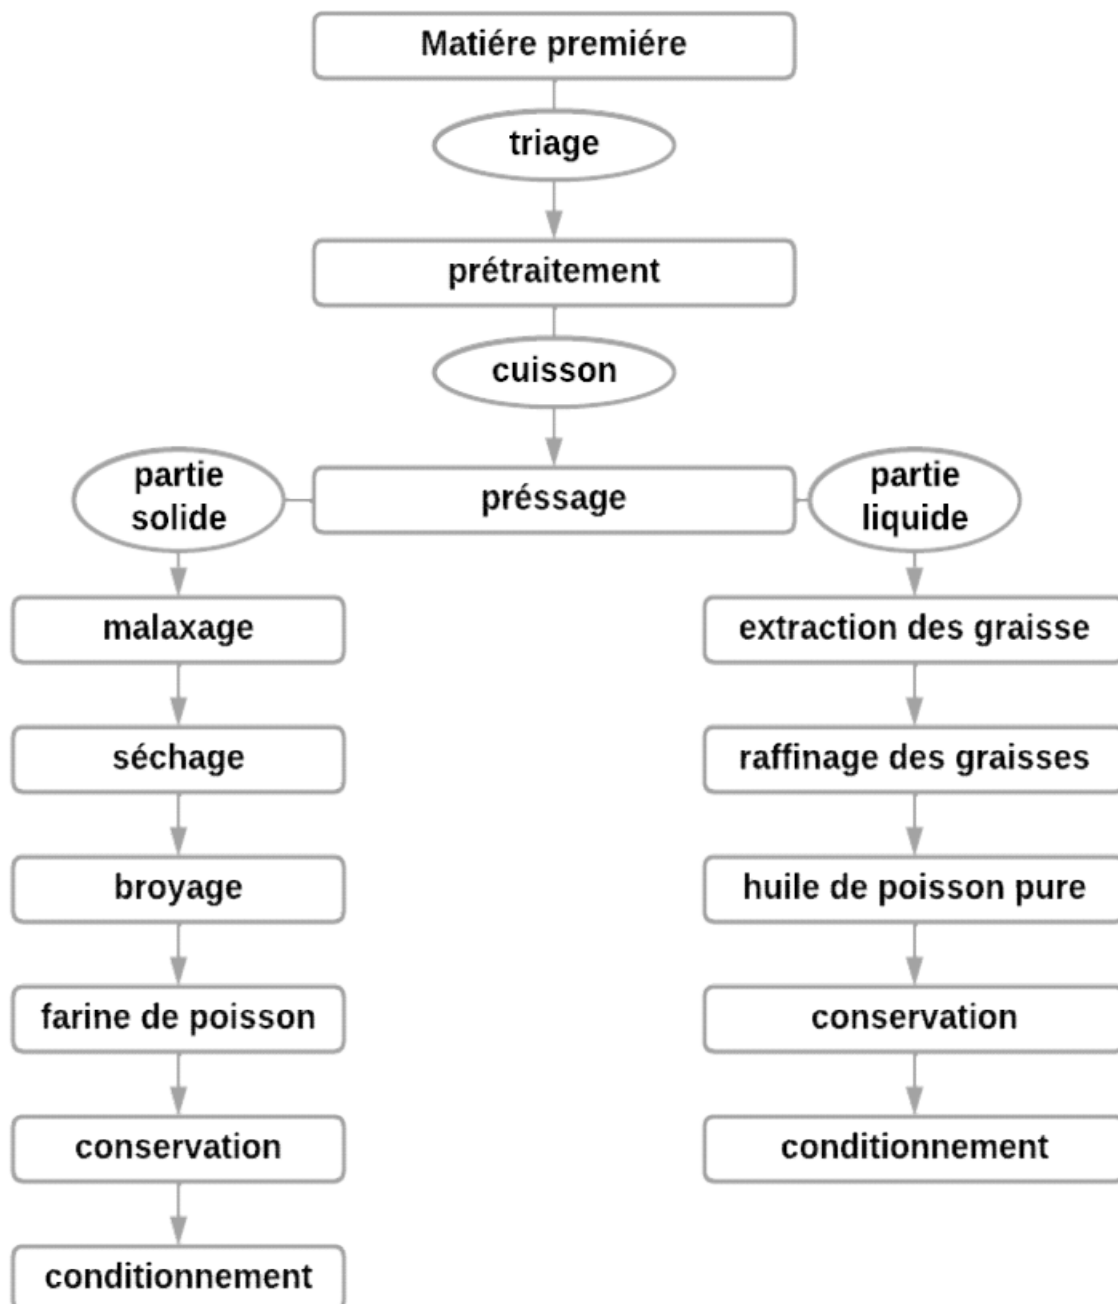 Matiére premiére
triage
prétraitement
cuisson
préssage
partie
solide
malaxage
séchage
broyage
farine de poisson
conservation
conditionnement
partie
liquide
extraction des graisse
raffinage des graisses
huile de poisson pure
conservation
conditionnement